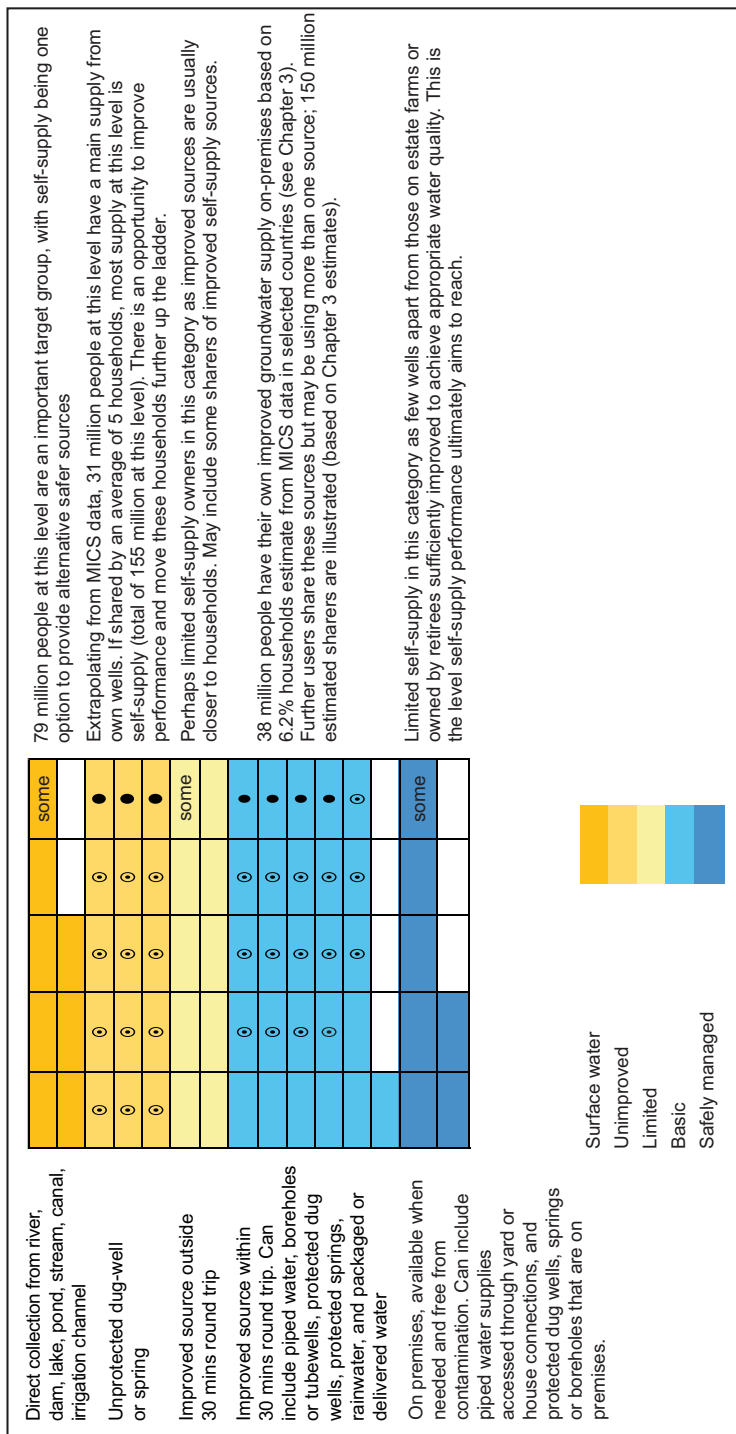 Direct collection from river,
dam, lake, pond, stream, canal,
irrigation channel
some
79 million people at this level are an important target group, with self-supply being one
option to provide alternative safer sources
Unprotected dug-well
or spring
Extrapolating from MICS data, 31 million people at this level have a main supply from
own wells. If shared by an average of 5 households, most supply at this level is
self-supply (total of 155 million at this level). There is an opportunity to improve
performance and move these households further up the ladder.
Improved source outside
30 mins round trip
some
Perhaps limited self-supply owners in this category as improved sources are usually
closer to households. May include some sharers of improved self-supply sources.
Improved source within
30 mins round trip. Can
include piped water, boreholes
or tubewells, protected dug
wells, protected springs,
rainwater, and packaged or
delivered water
38 million people have their own improved groundwater supply on-premises based on
6.2% households estimate from MICS data in selected countries (see Chapter 3).
Further users share these sources but may be using more than one source; 150 million
estimated sharers are illustrated (based on Chapter 3 estimates).
On premises, available when
needed and free from
contamination. Can include
piped water supplies
accessed through yard or
house connections, and
protected dug wells, springs
or boreholes that are on
premises.
some
Limited self-supply in this category as few wells apart from those on estate farms or
owned by retirees sufficiently improved to achieve appropriate water quality. This is
the level self-supply performance ultimately aims to reach.
Surface water
Unimproved
Limited
Basic
Safely managed